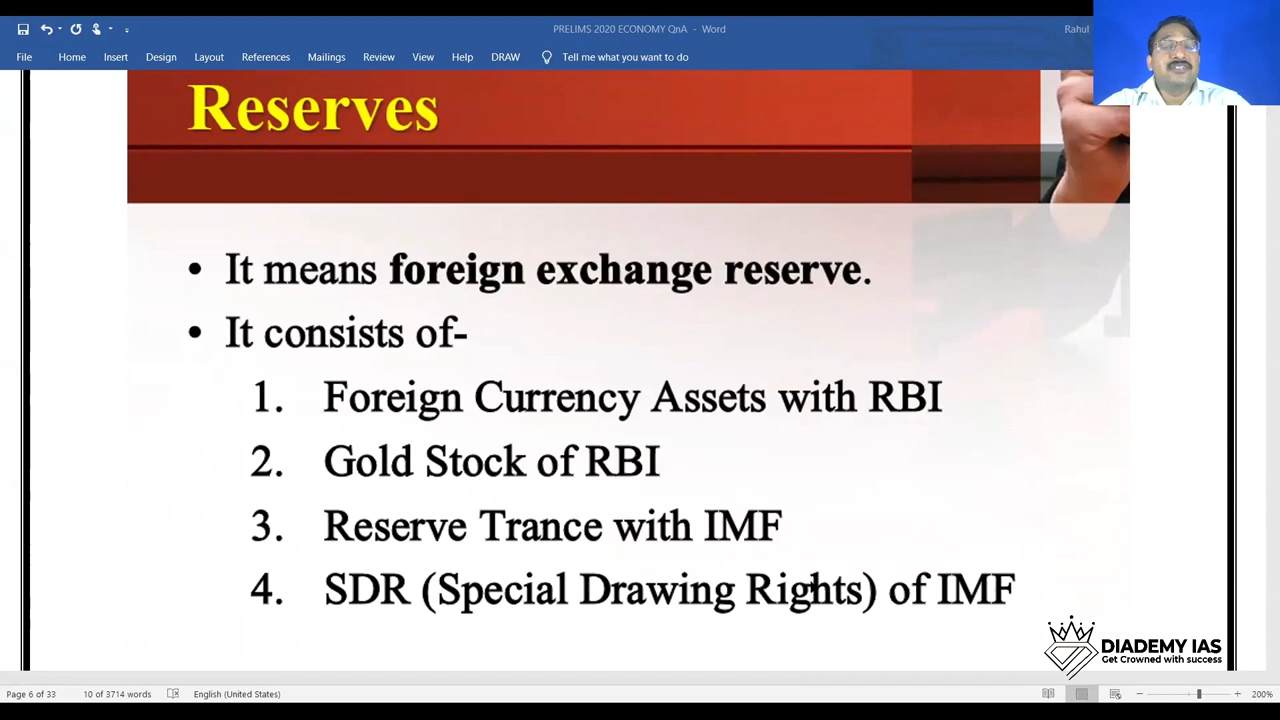 PRELIMS 2020 ECONOMY QnA - Word
Rahul
File Home Insert Design Layout References Mailings Review View Help DRAW Tell me what you want to do
Reserves
• It means foreign exchange reserve.
• It consists of-
1. Foreign Currency Assets with RBI
2. Gold Stock of RBI
3. Reserve Trance with IMF
4. SDR (Special Drawing Rights) of IMF
DIADEMY IAS
Get Crowned with success
Page 6 of 33 10 of 3714 words English (United States) 200%